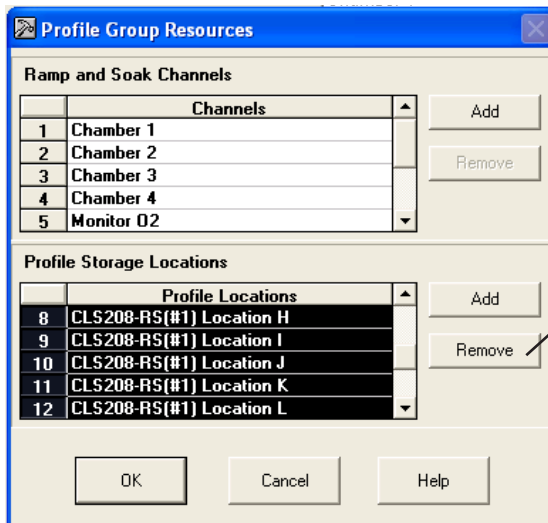 Profile Group Resources
Ramp and Soak Channels
Channels
1 Chamber 1
2 Chamber 2
3 Chamber 3
4 Chamber 4
5 Monitor O2
Add
Remove
Profile Storage Locations
Profile Locations
8 CLS208-RS(#1) Location H
9 CLS208-RS(#1) Location I
10 CLS208-RS(#1) Location J
11 CLS208-RS(#1) Location K
12 CLS208-RS(#1) Location L
Add
Remove
OK Cancel Help